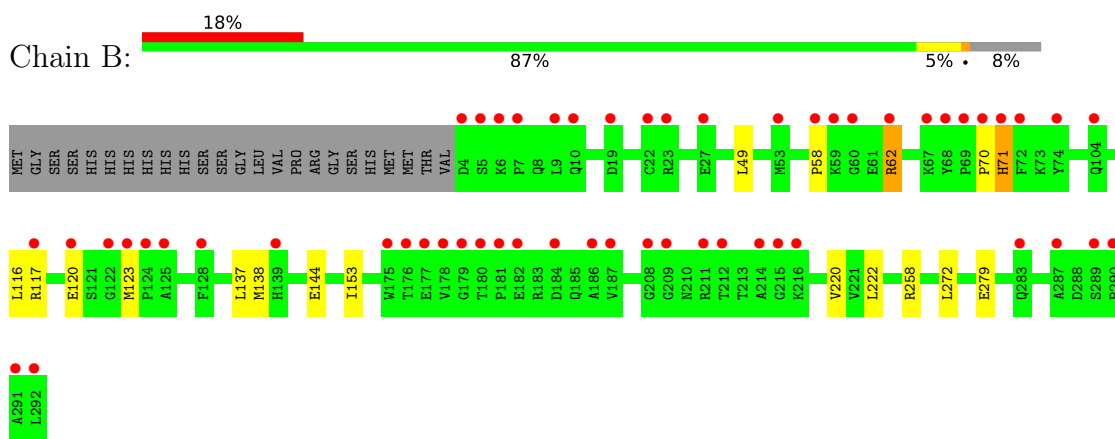 18%
Chain B:
87% 5% • 8%
MET GLY SER SER HIS HIS HIS HIS HIS HIS SER SER GLY LEU VAL PRO ARG GLY SER HIS MET MET THR VAL D4 S5 K6 P7 Q8 L9 Q10 D19 C22 R23 E27 L49 M53 P58 K59 G60 E61 R62 K67 Y68 P69 P70 H71 F72 K73 Y74 Q104
L116 R117 E120 S121 G122 M123 P124 A125 F128 L137 M138 H139 E144 I153 W175 T176 E177 V178 G179 T180 P181 E182 R183 D184 Q185 A186 V187 G208 G209 N210 R211 T212 T213 A214 G215 K216 V220 V221 L222 R258 L272 E279 Q283 A287 D288 S289
A291 L292